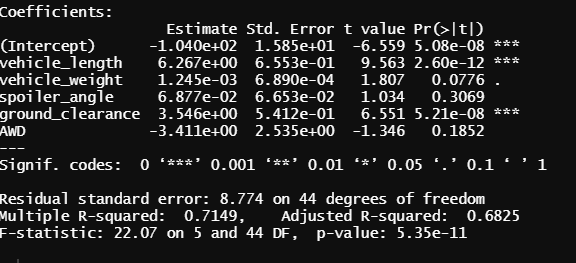 Coefficients:
Estimate Std. Error t value Pr(>|t|)
(Intercept) -1.040e+02 1.585e+01 -6.559 5.08e-08 ***
vehicle_length 6.267e+00 6.553e-01 9.563 2.60e-12 ***
vehicle_weight 1.245e-03 6.890e-04 1.807 0.0776 .
spoiler_angle 6.877e-02 6.653e-02 1.034 0.3069
ground_clearance 3.546e+00 5.412e-01 6.551 5.21e-08 ***
AWD -3.411e+00 2.535e+00 -1.346 0.1852
---
Signif. codes: 0 ‘***’ 0.001 ‘**’ 0.01 ‘*’ 0.05 ‘.’ 0.1 ‘ ’ 1
Residual standard error: 8.774 on 44 degrees of freedom
Multiple R-squared: 0.7149, Adjusted R-squared: 0.6825
F-statistic: 22.07 on 5 and 44 DF, p-value: 5.35e-11